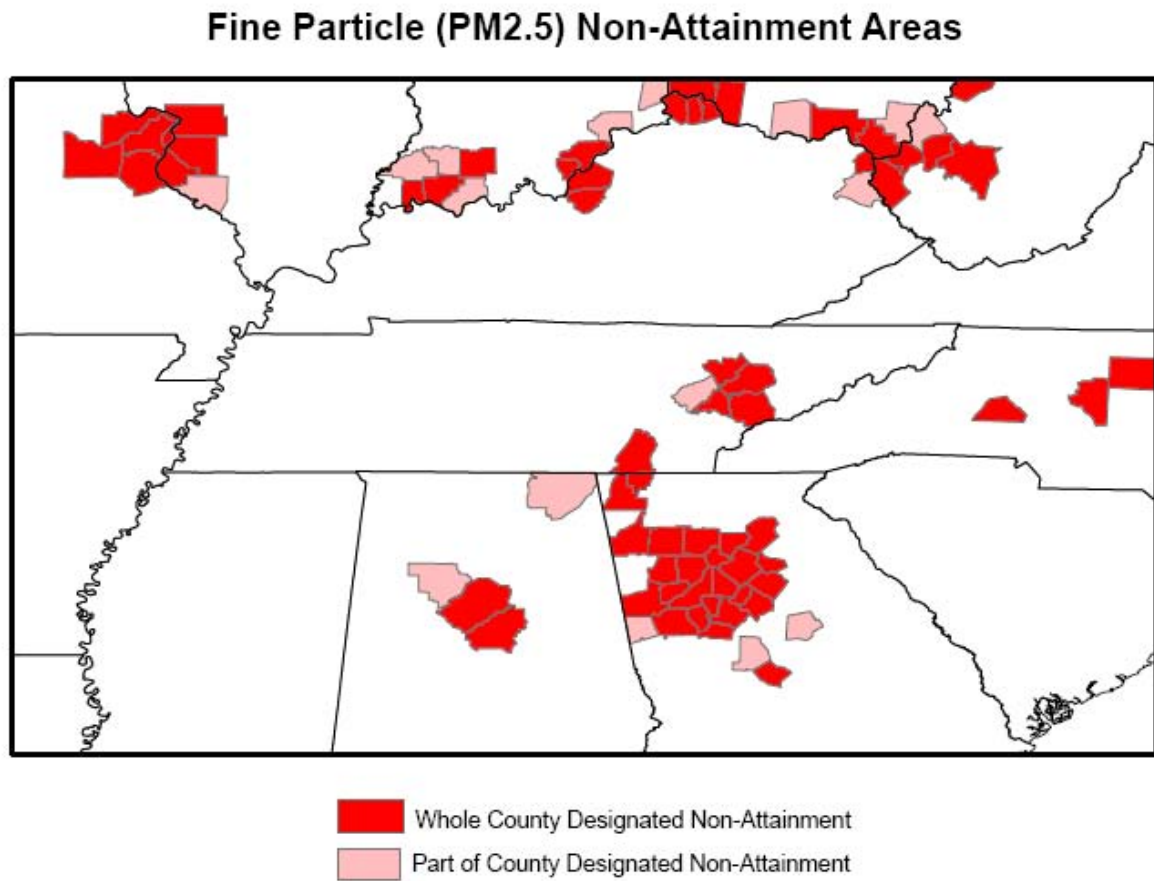 Fine Particle (PM2.5) Non-Attainment Areas
Whole County Designated Non-Attainment
Part of County Designated Non-Attainment